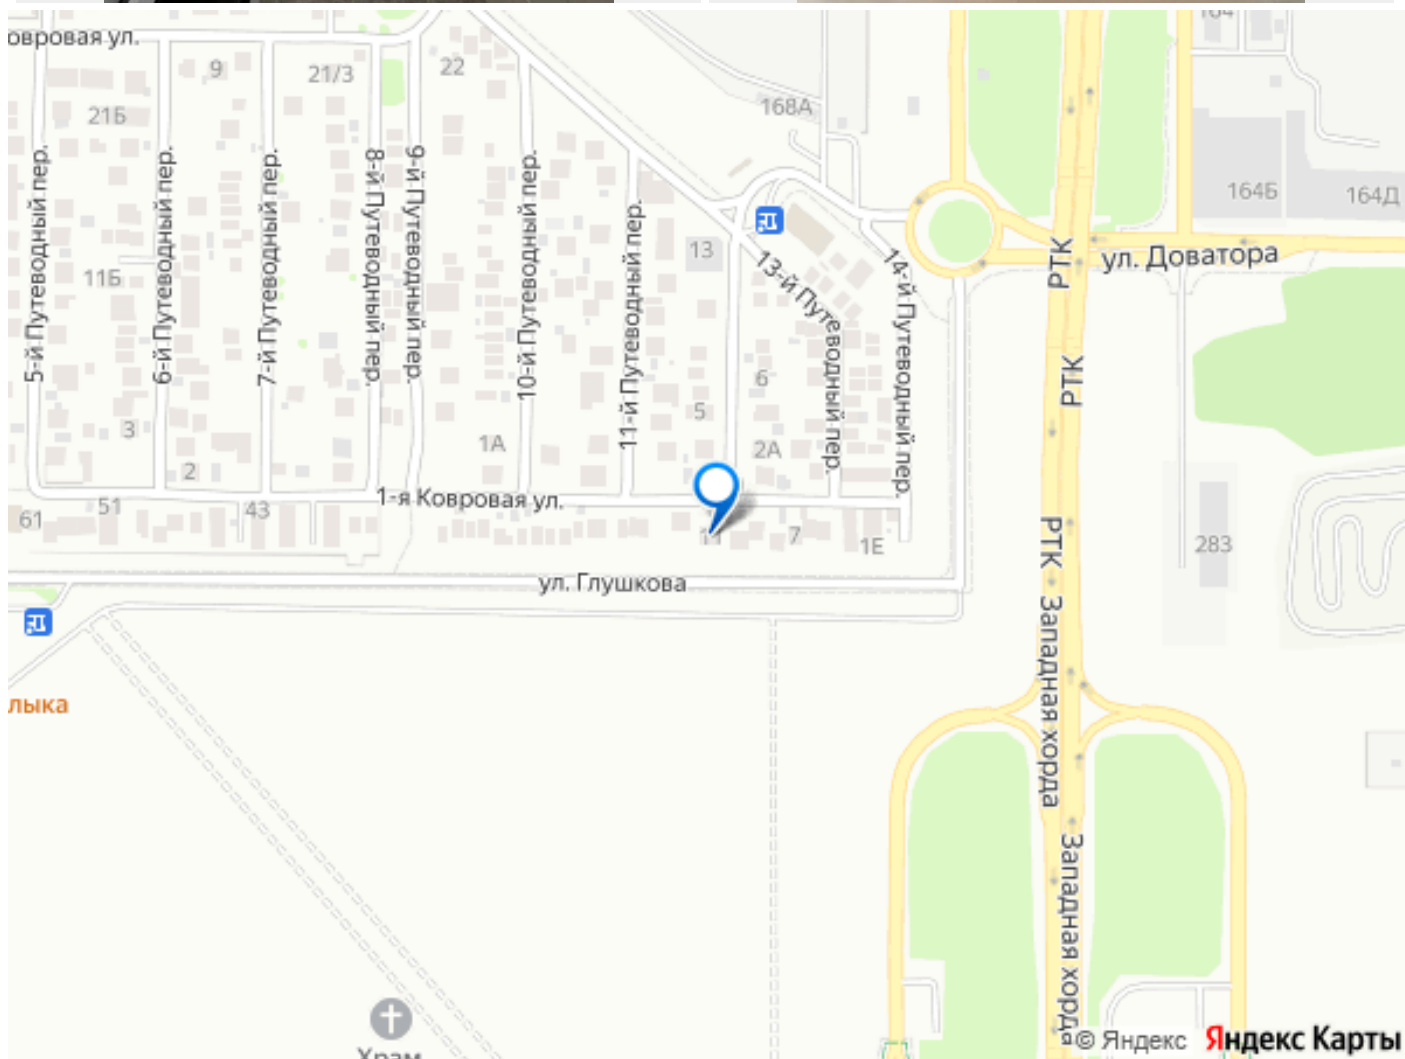 овровая ул.
164
9
21/3
22
21Б
168А
164Б
164Д
5-й Путеводный пер.
6-й Путеводный пер.
7-й Путеводный пер.
8-й Путеводный пер.
9-й Путеводный пер.
10-й Путеводный пер.
11-й Путеводный пер.
13
13-й Путеводный пер.
14-й Путеводный пер.
РТК
ул. Доватора
11Б
РТК
6
5
3
1А
2А
2
1-я Ковровая ул.
61
51
43
11
7
1Е
РТК
283
ул. Глушкова
Западная хорда
лыка
Западная хорда
Храм
© Яндекс
Яндекс Карты